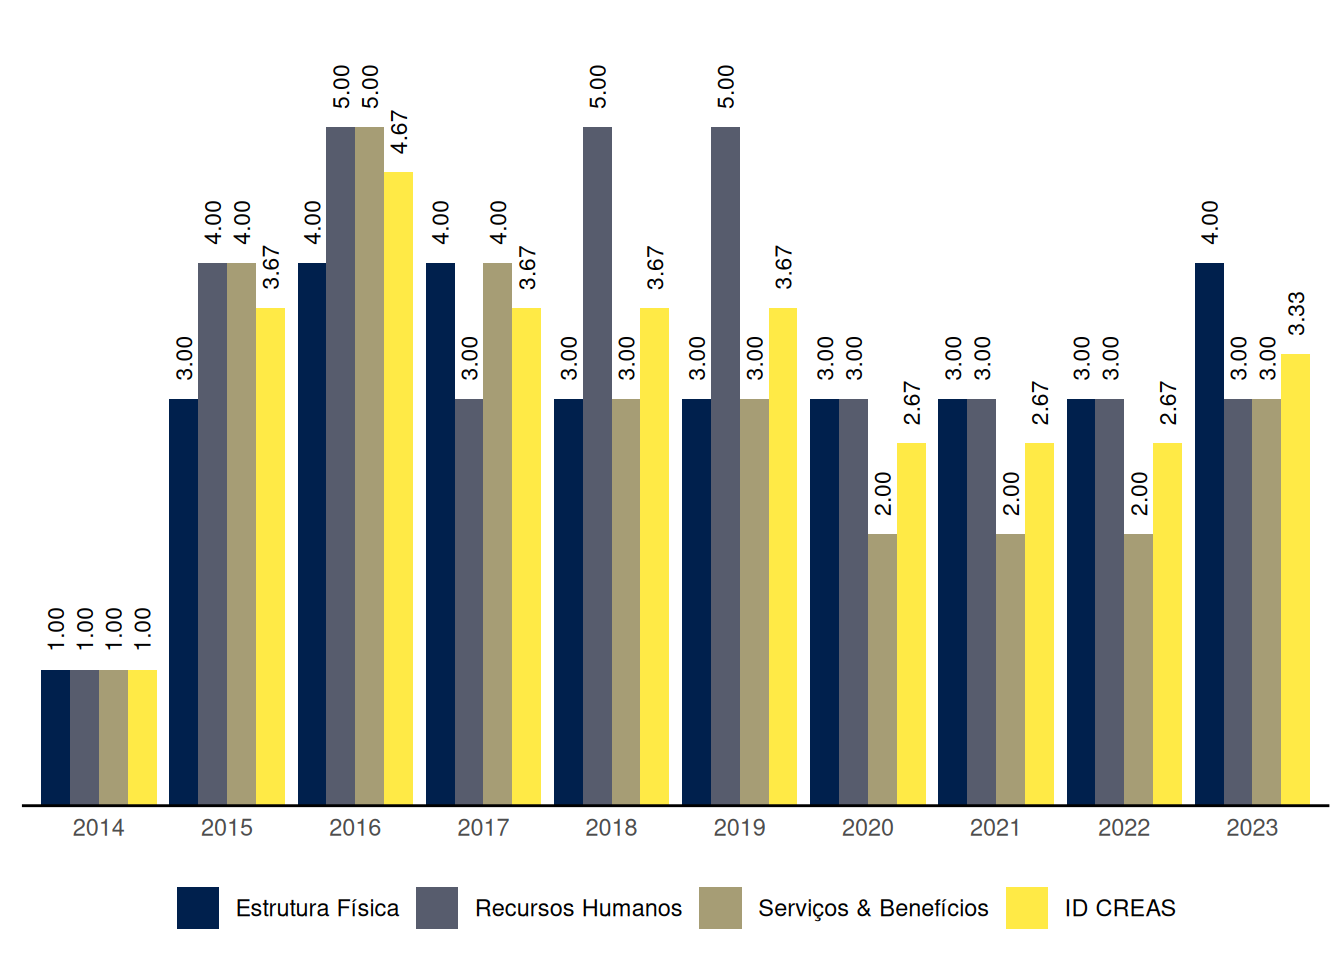 1.00 1.00 1.00 1.00
3.00 4.00 4.00 3.67
4.00 5.00 5.00 4.67
4.00 3.00 4.00 3.67
3.00 5.00 3.00 3.67
3.00 5.00 3.00 3.67
3.00 3.00 2.00 2.67
3.00 3.00 2.00 2.67
3.00 3.00 2.00 2.67
4.00 3.00 3.00 3.33
2014 2015 2016 2017 2018 2019 2020 2021 2022 2023
Estrutura Física Recursos Humanos Serviços & Benefícios ID CREAS